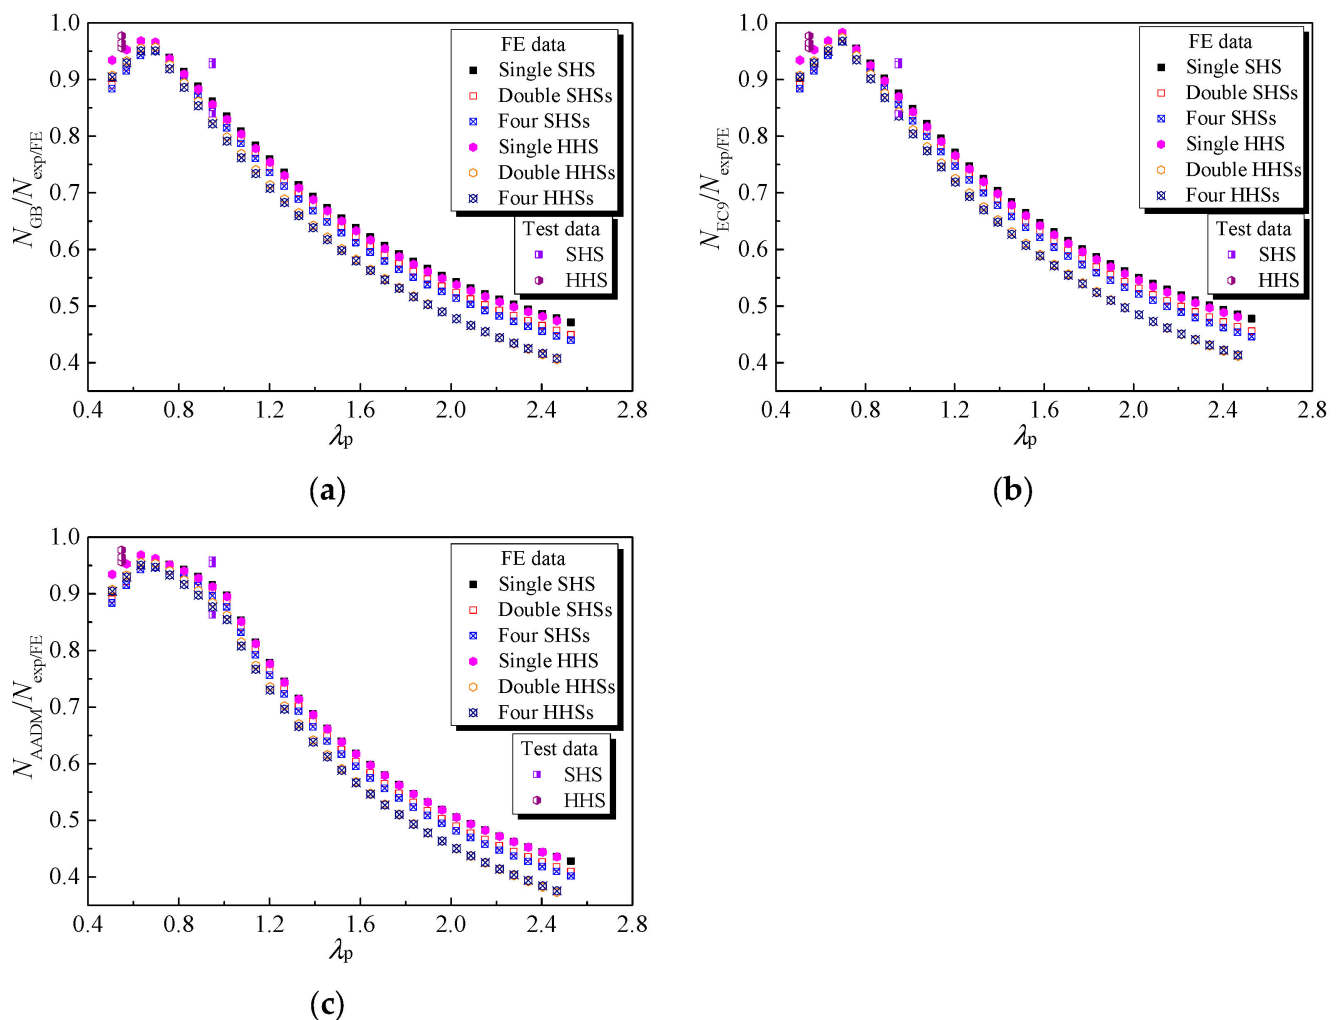 1.0
0.9
0.8
0.7
0.6
0.5
0.4
N_GB/N_exp/FE
0.4 0.8 1.2 1.6 2.0 2.4 2.8
λp
FE data
Single SHS
Double SHSs
Four SHSs
Single HHS
Double HHSs
Four HHSs
Test data
SHS
HHS
(a)
1.0
0.9
0.8
0.7
0.6
0.5
0.4
N_EC9/N_exp/FE
0.4 0.8 1.2 1.6 2.0 2.4 2.8
λp
FE data
Single SHS
Double SHSs
Four SHSs
Single HHS
Double HHSs
Four HHSs
Test data
SHS
HHS
(b)
1.0
0.9
0.8
0.7
0.6
0.5
0.4
N_AADM/N_exp/FE
0.4 0.8 1.2 1.6 2.0 2.4 2.8
λp
FE data
Single SHS
Double SHSs
Four SHSs
Single HHS
Double HHSs
Four HHSs
Test data
SHS
HHS
(c)